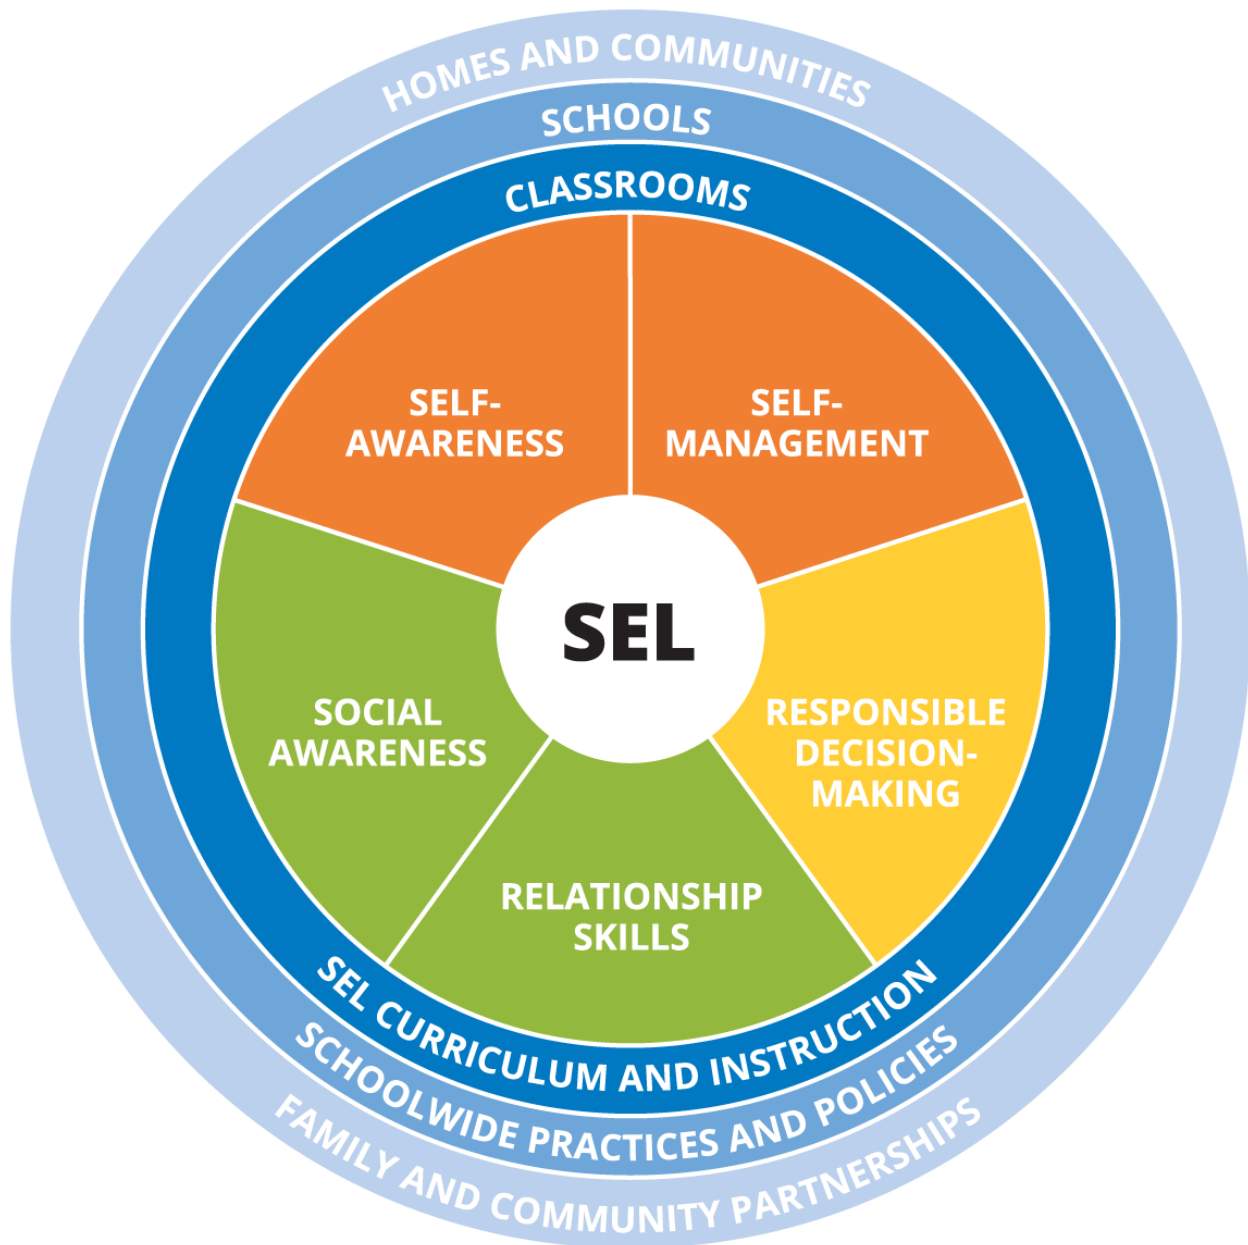 HOMES AND COMMUNITIES
SCHOOLS
CLASSROOMS
SELF-
AWARENESS
SELF-
MANAGEMENT
SEL
SOCIAL
AWARENESS
RESPONSIBLE
DECISION-
MAKING
RELATIONSHIP
SKILLS
SEL CURRICULUM AND INSTRUCTION
SCHOOLWIDE PRACTICES AND POLICIES
FAMILY AND COMMUNITY PARTNERSHIPS